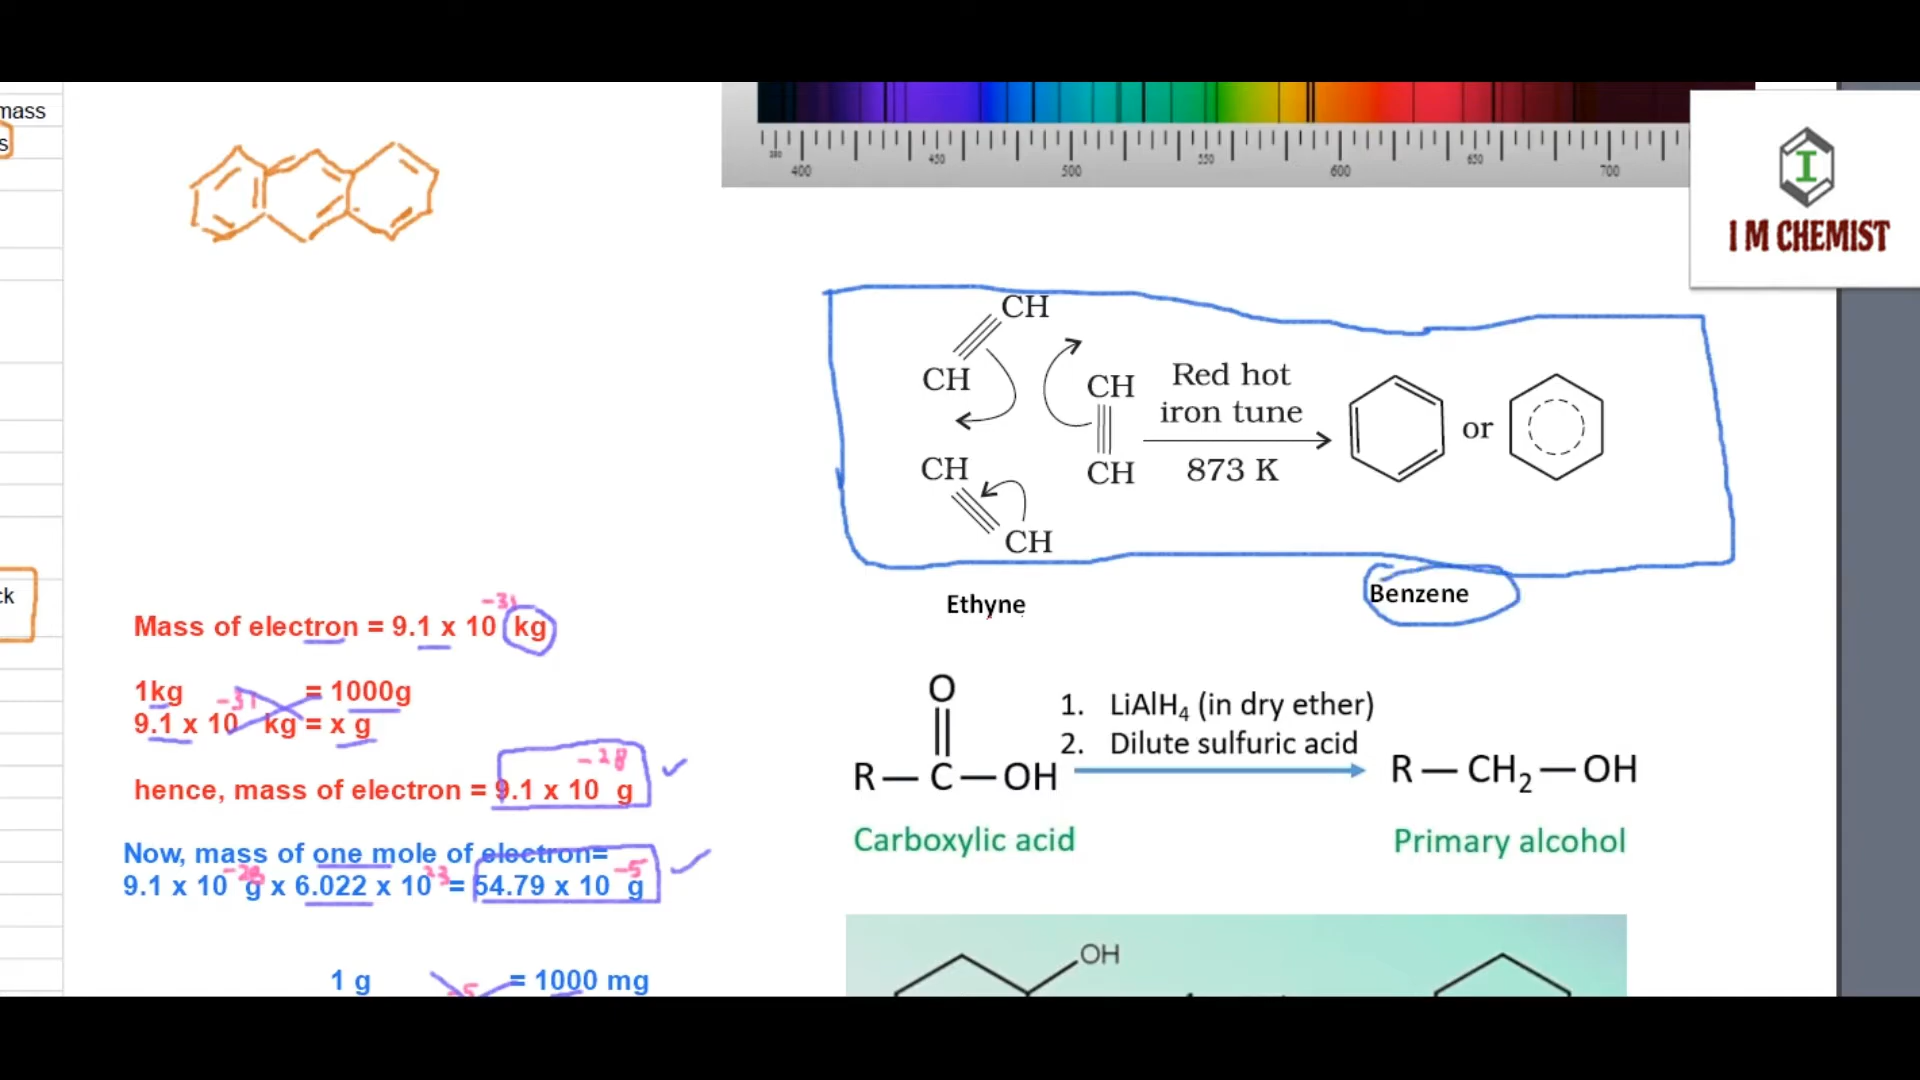 mass
s
ck
380
400
450
500
550
600
650
700
I
I M CHEMIST
CH
CH
CH
CH
CH
CH
Red hot
iron tune
873 K
or
Ethyne
Benzene
Mass of electron = 9.1 x 10⁻³¹ kg
1kg = 1000g
9.1 x 10⁻³¹ kg = x g
hence, mass of electron = 9.1 x 10⁻²⁸ g
Now, mass of one mole of electron=
9.1 x 10⁻²⁸ g x 6.022 x 10²³ = 54.79 x 10⁻⁵ g
1 g = 1000 mg
-5
O
R—C—OH
1. LiAlH₄ (in dry ether)
2. Dilute sulfuric acid
R—CH₂—OH
Carboxylic acid
Primary alcohol
OH